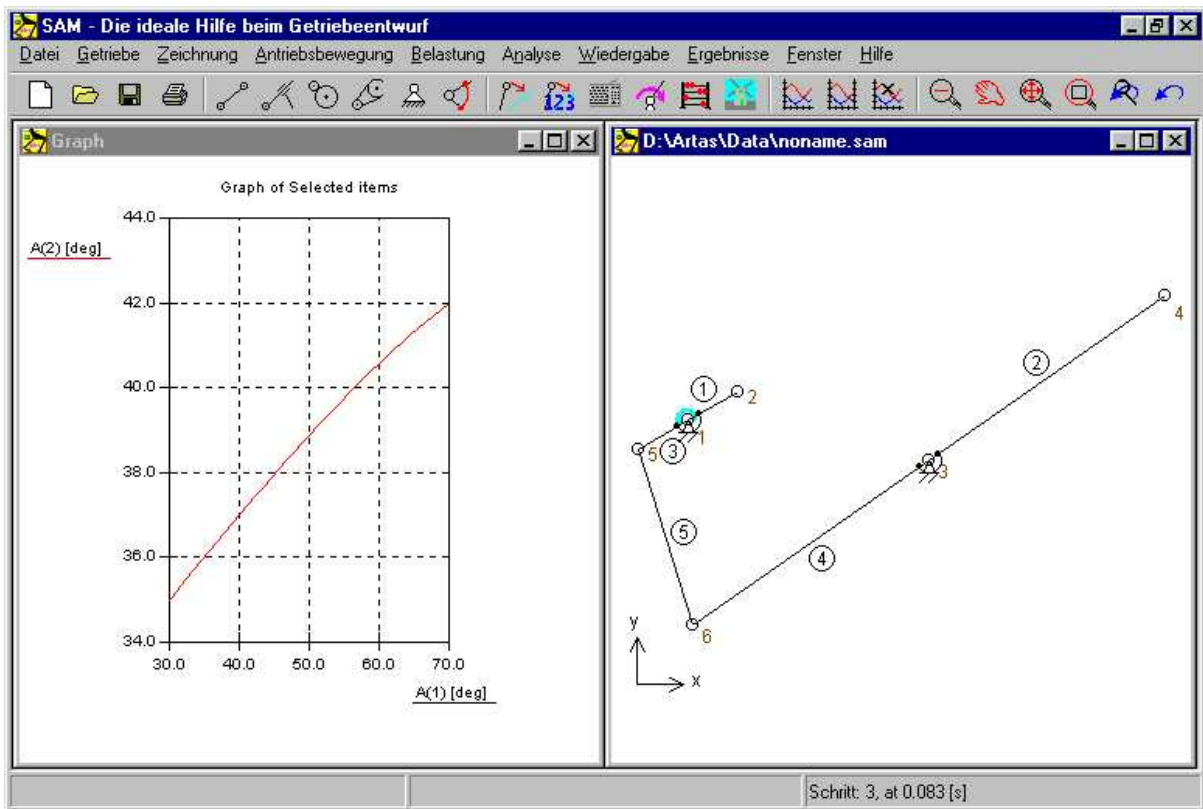 SAM - Die ideale Hilfe beim Getriebeentwurf
Datei Getriebe Zeichnung Antriebsbewegung Belastung Analyse Wiedergabe Ergebnisse Fenster Hilfe
123
Graph
Graph of Selected items
A(2) [deg]
44.0
42.0
40.0
38.0
36.0
34.0
30.0 40.0 50.0 60.0 70.0
A(1) [deg]
D:\Artas\Data\noname.sam
4
2
1
2
1
5
3
3
5
4
6
y
x
Schritt: 3, at 0.083 [s]